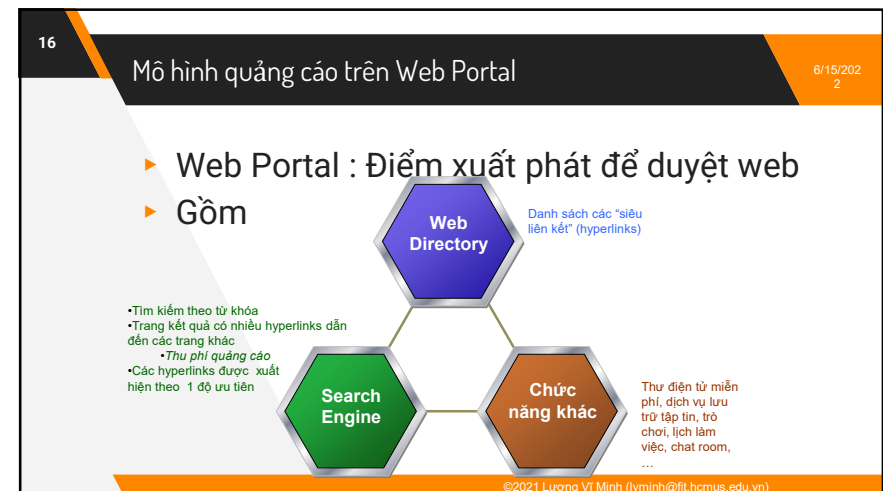 16
Mô hình quảng cáo trên Web Portal
6/15/202
2
► Web Portal : Điểm xuất phát để duyệt web
► Gồm
Web
Directory
Danh sách các “siêu
liên kết” (hyperlinks)
•Tìm kiếm theo từ khóa
•Trang kết quả có nhiều hyperlinks dẫn
đến các trang khác
•Thu phí quảng cáo
•Các hyperlinks được xuất
hiện theo 1 độ ưu tiên
Search
Engine
Chức
năng khác
Thư điện tử miễn
phí, dịch vụ lưu
trữ tập tin, trò
chơi, lịch làm
việc, chat room,
…
©2021 Lương Vĩ Minh (lvminh@fit.hcmus.edu.vn)